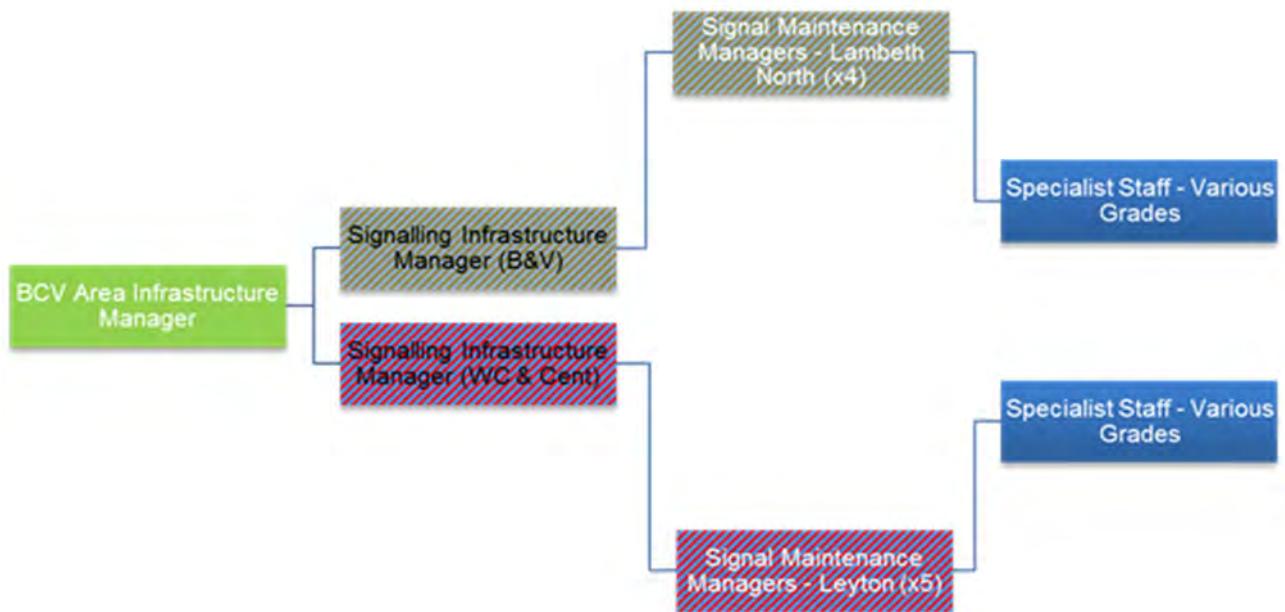 Signal Maintenance
Managers - Lambeth
North (x4)
Specialist Staff - Various
Grades
Signalling Infrastructure
Manager (B&V)
BCV Area Infrastructure
Manager
Signalling Infrastructure
Manager (WC & Cent)
Specialist Staff - Various
Grades
Signal Maintenance
Managers - Leyton (x5)